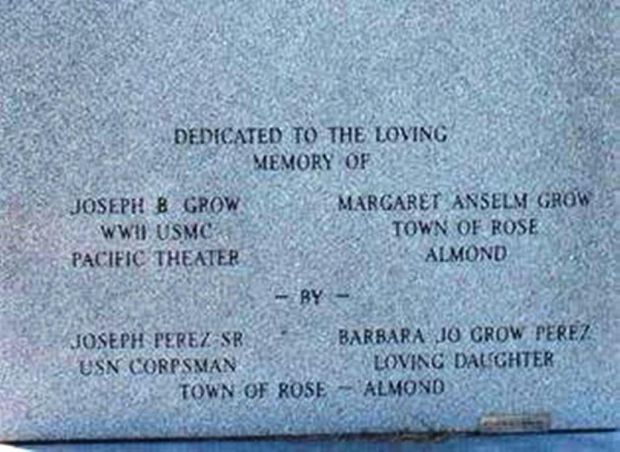 DEDICATED TO THE LOVING
MEMORY OF
JOSEPH B GROW
WWII USMC
PACIFIC THEATER
MARGARET ANSELM GROW
TOWN OF ROSE
ALMOND
— BY —
JOSEPH PEREZ SR
USN CORPSMAN
BARBARA JO GROW PEREZ
LOVING DAUGHTER
TOWN OF ROSE — ALMOND